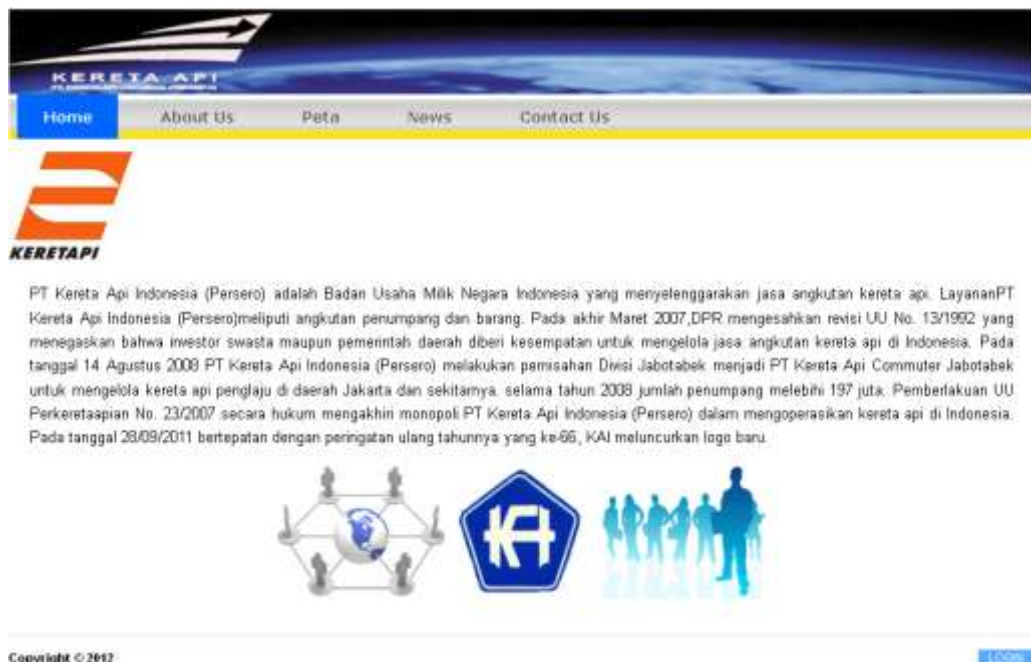 KERETA API
Home About Us Peta News Contact Us
KERETAPI
PT Kereta Api Indonesia (Persero) adalah Badan Usaha Milik Negara Indonesia yang menyelenggarakan jasa angkutan kereta api. LayananPT
Kereta Api Indonesia (Persero)meliputi angkutan penumpang dan barang. Pada akhir Maret 2007,DPR mengesahkan revisi UU No. 13/1992 yang
menegaskan bahwa investor swasta maupun pemerintah daerah diberi kesempatan untuk mengelola jasa angkutan kereta api di Indonesia. Pada
tanggal 14 Agustus 2008 PT Kereta Api Indonesia (Persero) melakukan pemisahan Divisi Jabotabek menjadi PT Kereta Api Commuter Jabotabek
untuk mengelola kereta api penglaju di daerah Jakarta dan sekitarnya. selama tahun 2008 jumlah penumpang melebihi 197 juta. Pemberlakuan UU
Perkeretaapian No. 23/2007 secara hukum mengakhiri monopoli PT Kereta Api Indonesia (Persero) dalam mengoperasikan kereta api di Indonesia.
Pada tanggal 28/09/2011 bertepatan dengan peringatan ulang tahunnya yang ke-66, KAI meluncurkan logo baru.
KA
Copyright © 2012
LOGIN